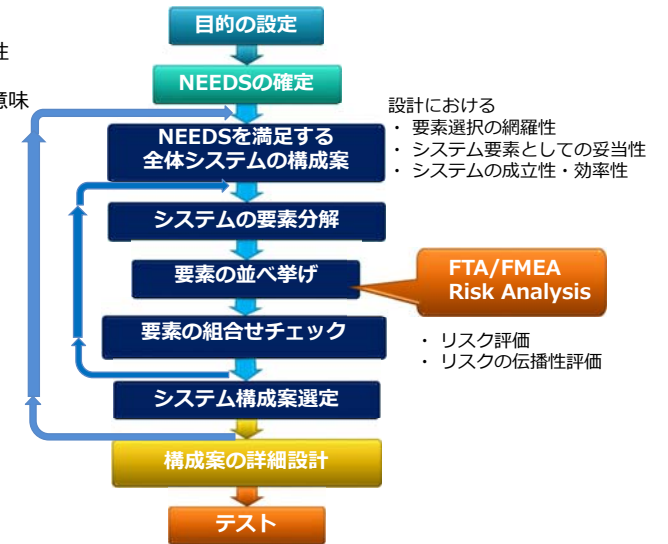 目的の設定
性
NEEDSの確定
意味
設計における
・ 要素選択の網羅性
・ システム要素としての妥当性
・ システムの成立性・効率性
NEEDSを満足する
全体システムの構成案
システムの要素分解
要素の並べ挙げ
FTA/FMEA
Risk Analysis
要素の組合せチェック
・ リスク評価
・ リスクの伝播性評価
システム構成案選定
構成案の詳細設計
テスト